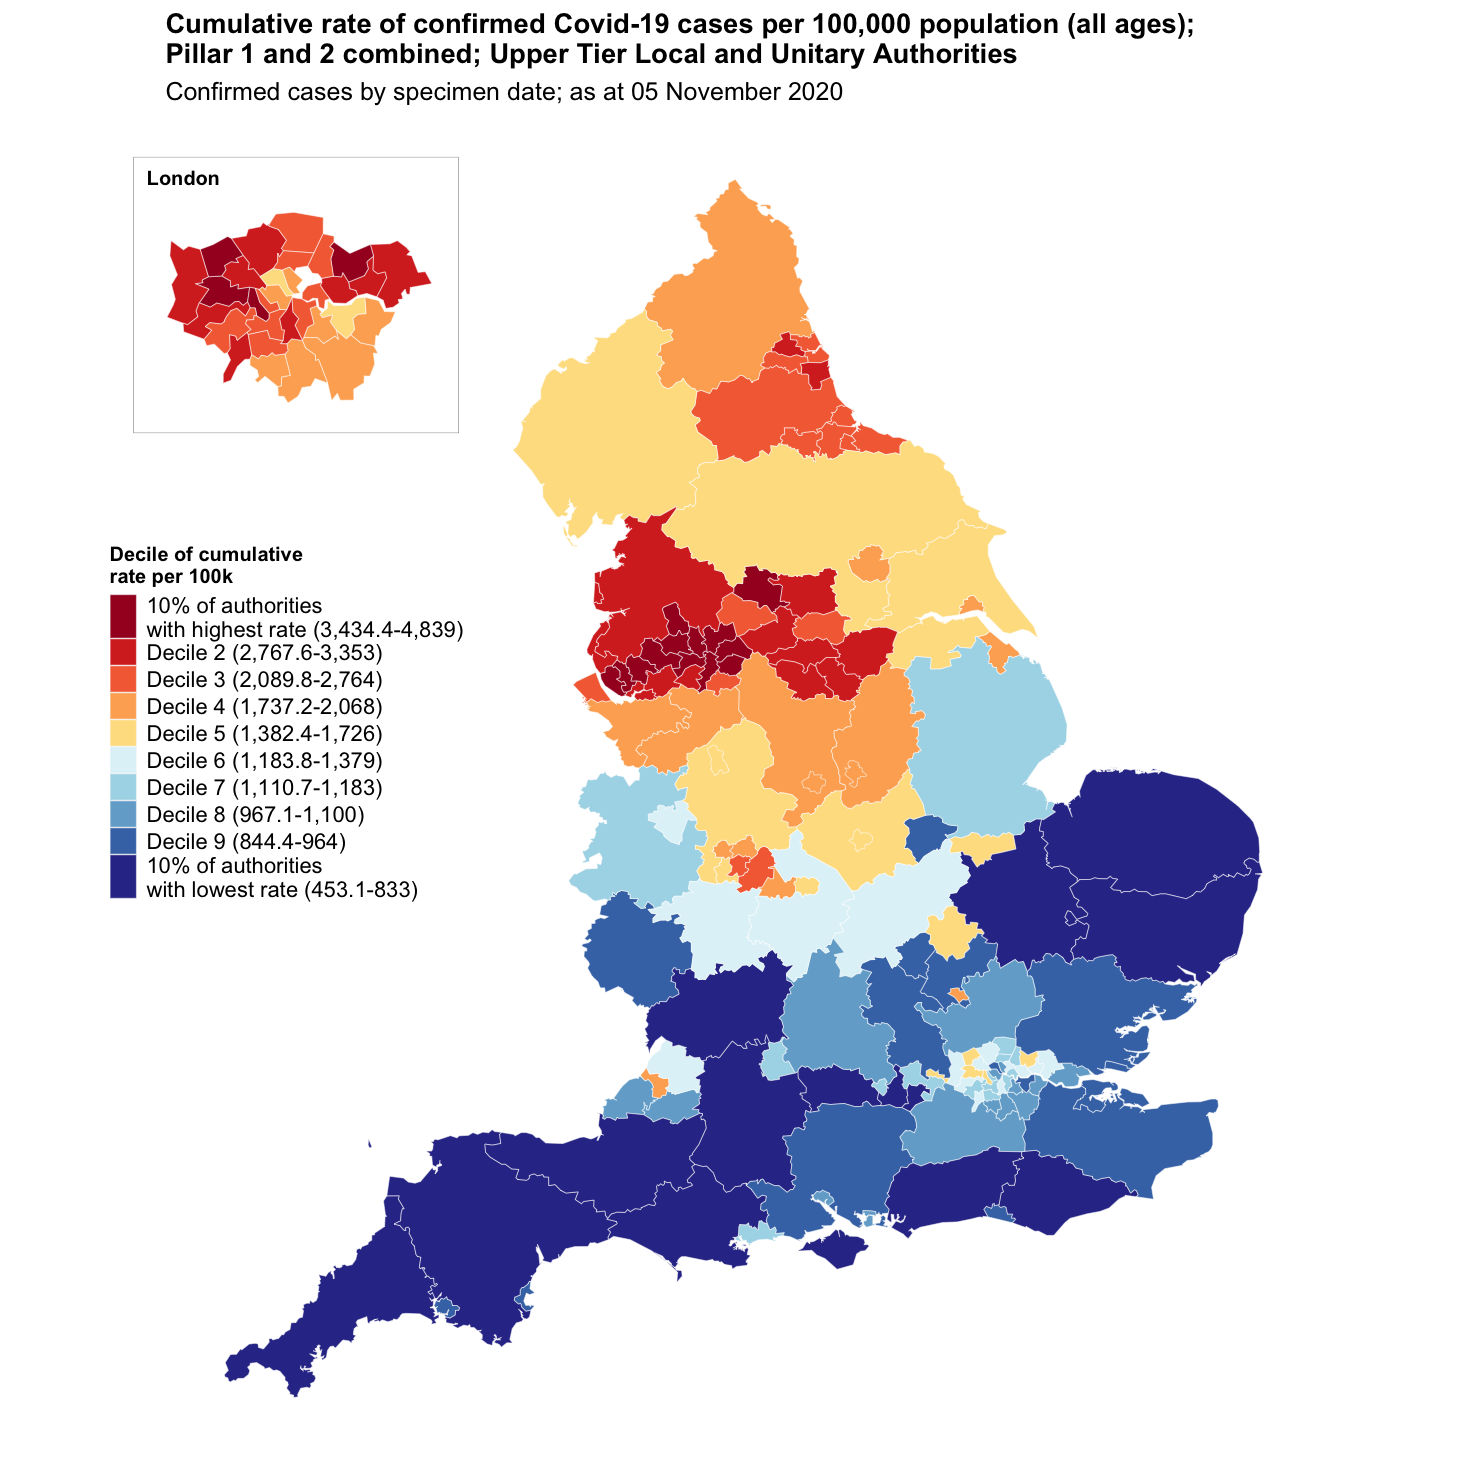 Cumulative rate of confirmed Covid-19 cases per 100,000 population (all ages);
Pillar 1 and 2 combined; Upper Tier Local and Unitary Authorities
Confirmed cases by specimen date; as at 05 November 2020
London
Decile of cumulative
rate per 100k
10% of authorities
with highest rate (3,434.4-4,839)
Decile 2 (2,767.6-3,353)
Decile 3 (2,089.8-2,764)
Decile 4 (1,737.2-2,068)
Decile 5 (1,382.4-1,726)
Decile 6 (1,183.8-1,379)
Decile 7 (1,110.7-1,183)
Decile 8 (967.1-1,100)
Decile 9 (844.4-964)
10% of authorities
with lowest rate (453.1-833)